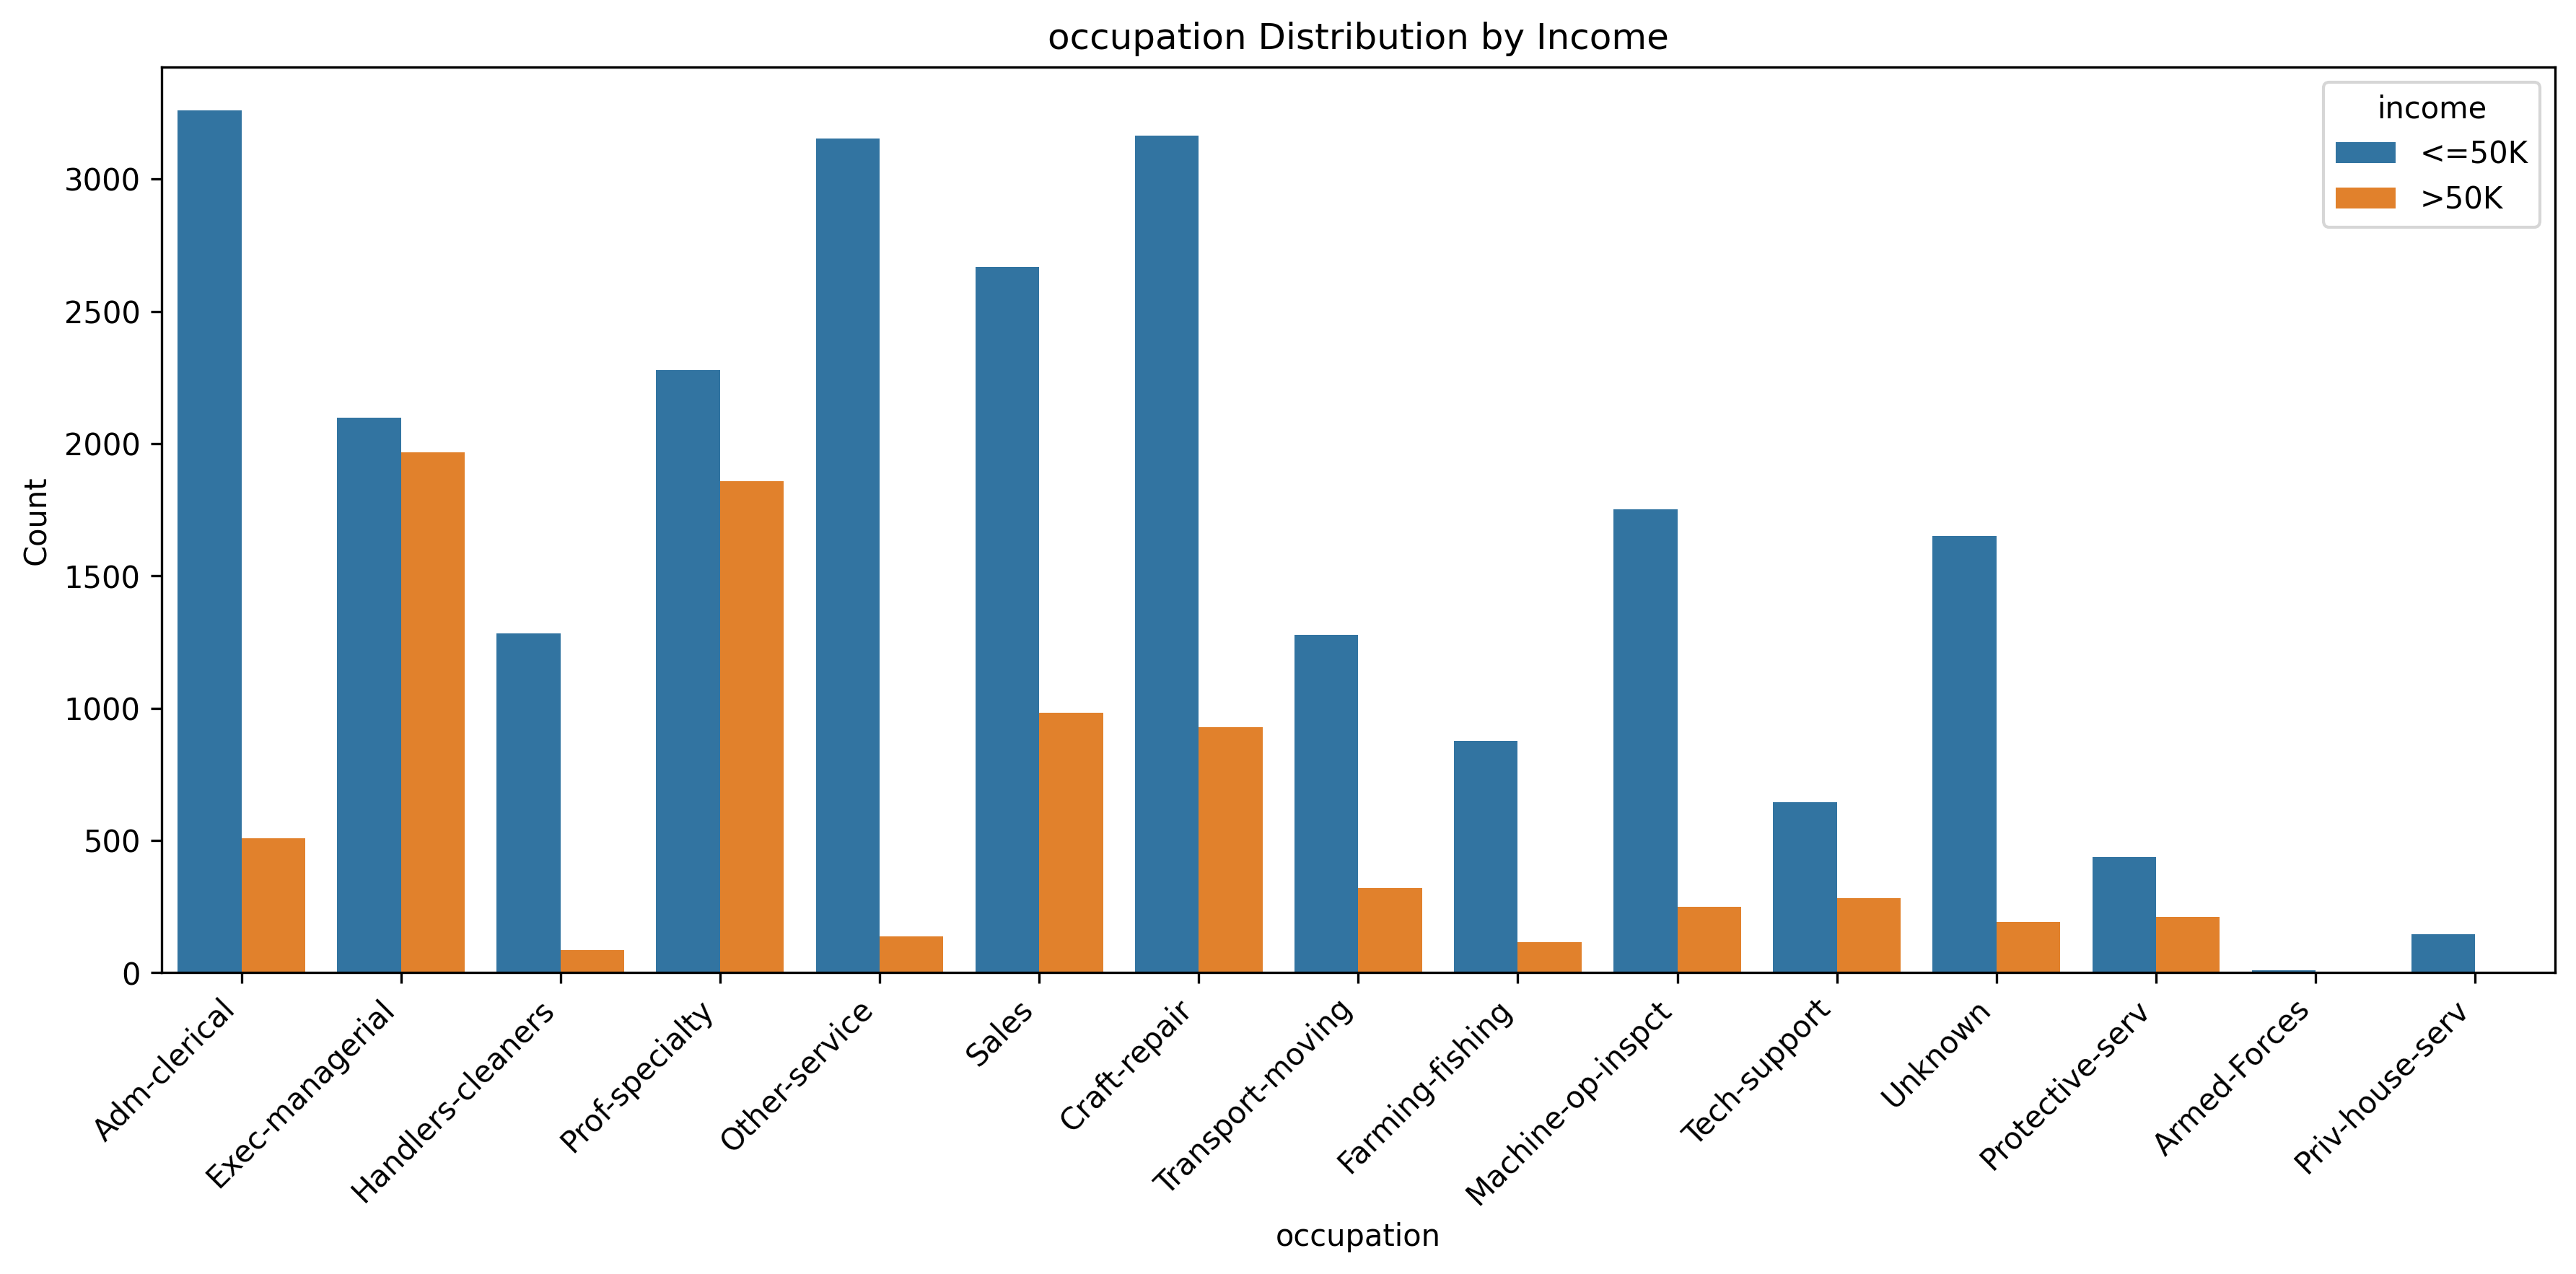 occupation Distribution by Income
income
<=50K
>50K
Count
3000
2500
2000
1500
1000
500
0
Adm-clerical
Exec-managerial
Handlers-cleaners
Prof-specialty
Other-service
Sales
Craft-repair
Transport-moving
Farming-fishing
Machine-op-inspct
Tech-support
Unknown
Protective-serv
Armed-Forces
Priv-house-serv
occupation